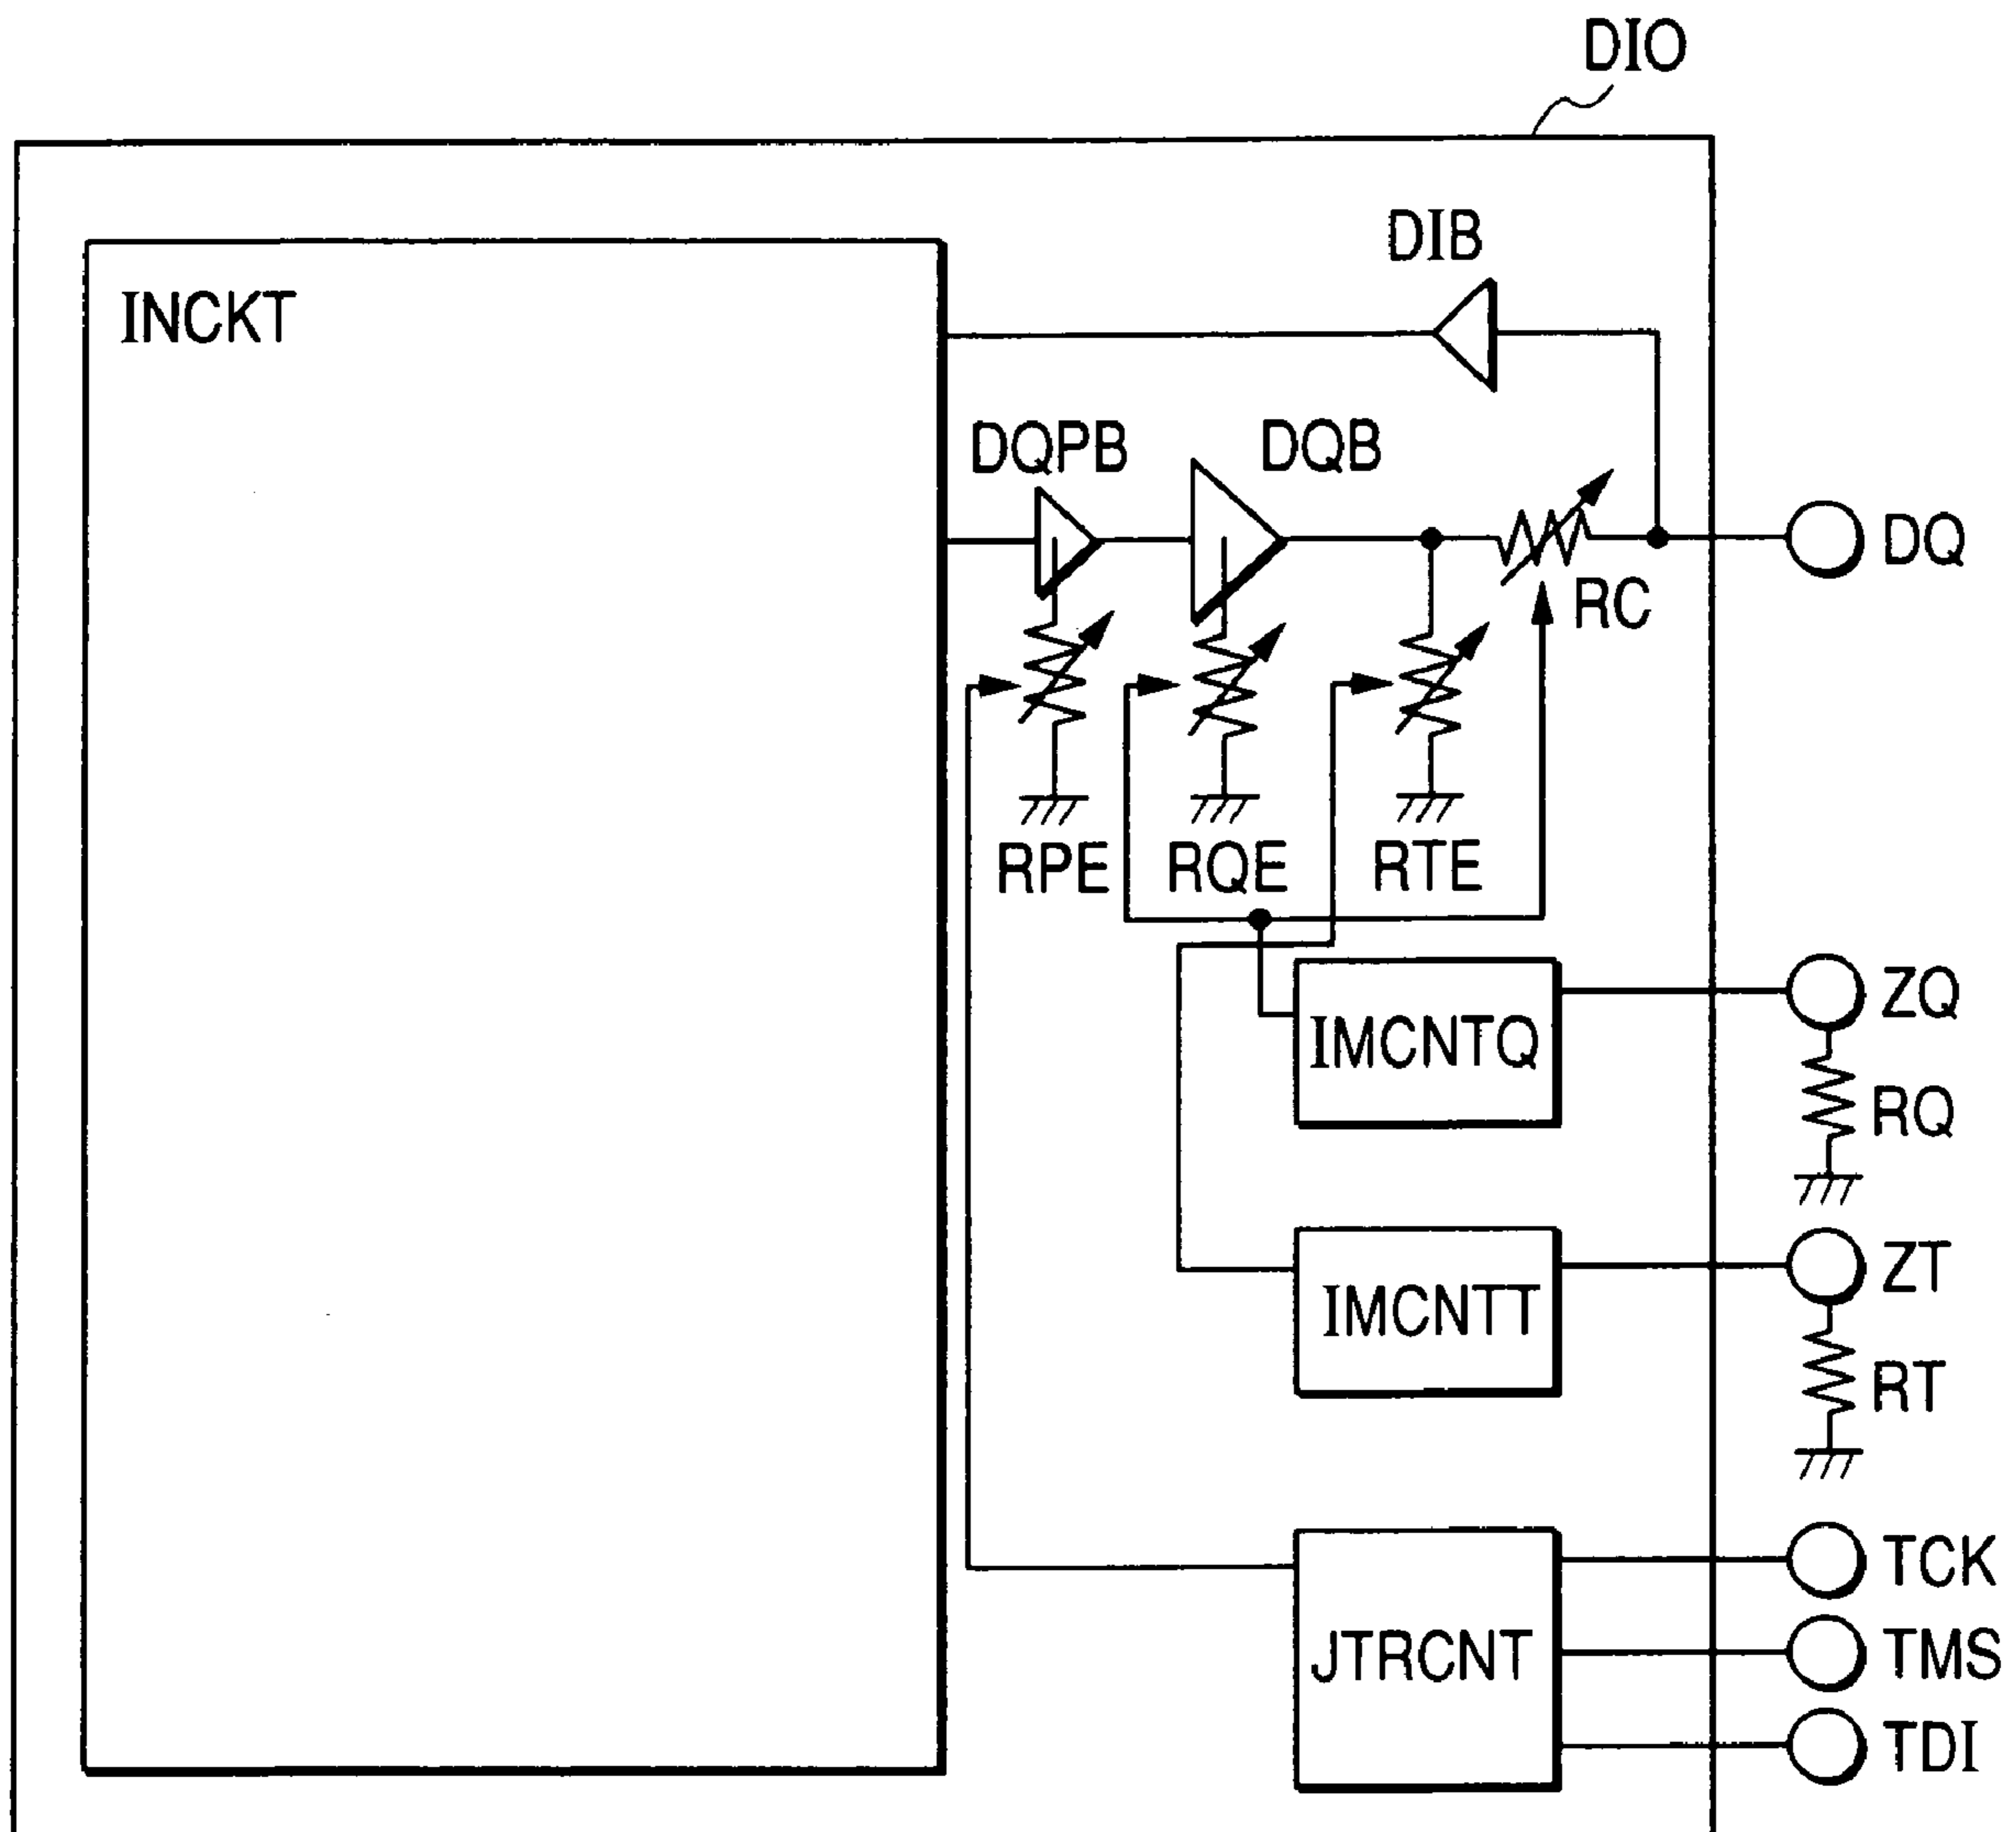 DIO
DIB
INCKT
DQPB
DQB
DQ
RC
RPE
RQE
RTE
ZQ
IMCNTQ
RQ
ZT
IMCNTT
RT
TCK
JTRCNT
TMS
TDI